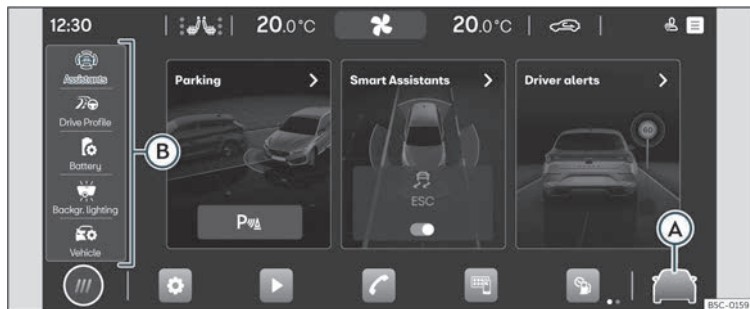 12:30
20.0°C
20.0°C
Assistants
Drive Profile
Battery
Backgr. lighting
Vehicle
B
Parking
P
Smart Assistants
ESC
Driver alerts
60
A
B5C-0159